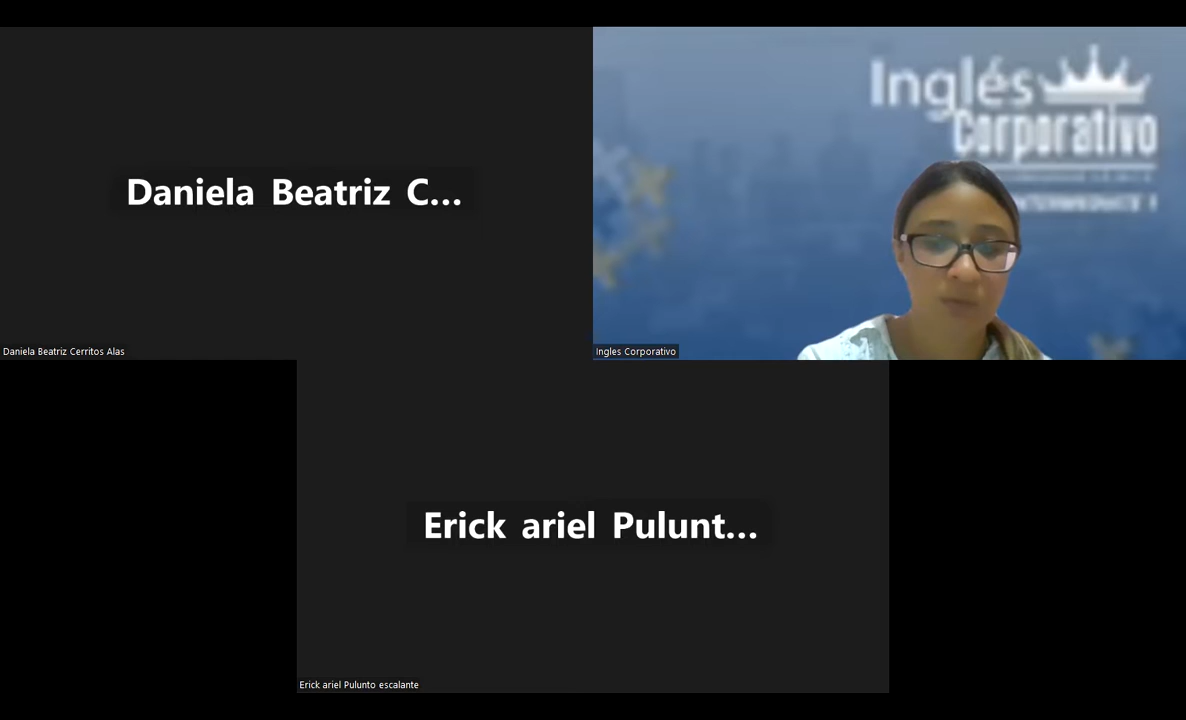 Daniela Beatriz C...
Daniela Beatriz Cerritos Alas
Inglés
Corporativo
Ingles Corporativo
Erick ariel Pulunt...
Erick ariel Pulunto escalante